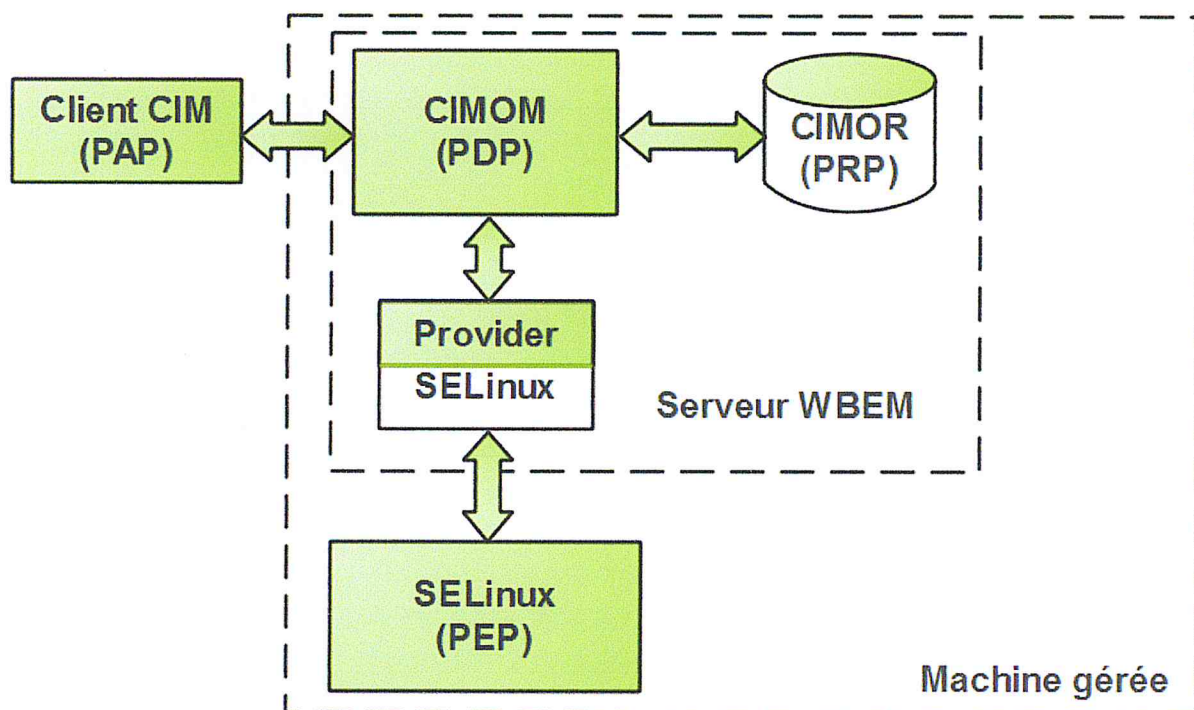 Client CIM
(PAP)
CIMOM
(PDP)
CIMOR
(PRP)
Provider
SELinux
Serveur WBEM
SELinux
(PEP)
Machine gérée